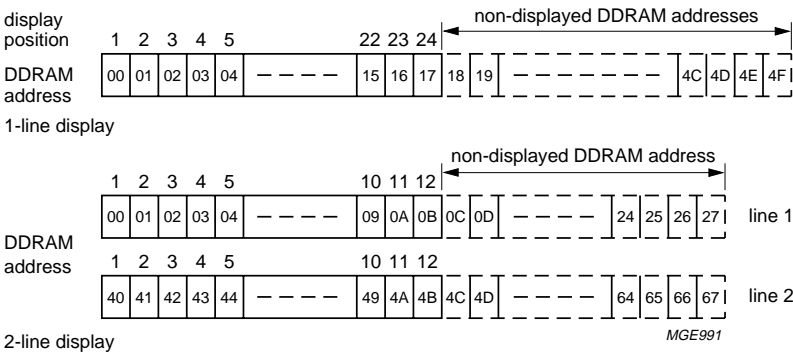 display position 1 2 3 4 5 22 23 24 non-displayed DDRAM addresses
DDRAM address 00 01 02 03 04 15 16 17 18 19 4C 4D 4E 4F
1-line display
non-displayed DDRAM address
1 2 3 4 5 10 11 12
00 01 02 03 04 09 0A 0B 0C 0D 24 25 26 27 line 1
DDRAM address
1 2 3 4 5 10 11 12
40 41 42 43 44 49 4A 4B 4C 4D 64 65 66 67 line 2
2-line display
MGE991